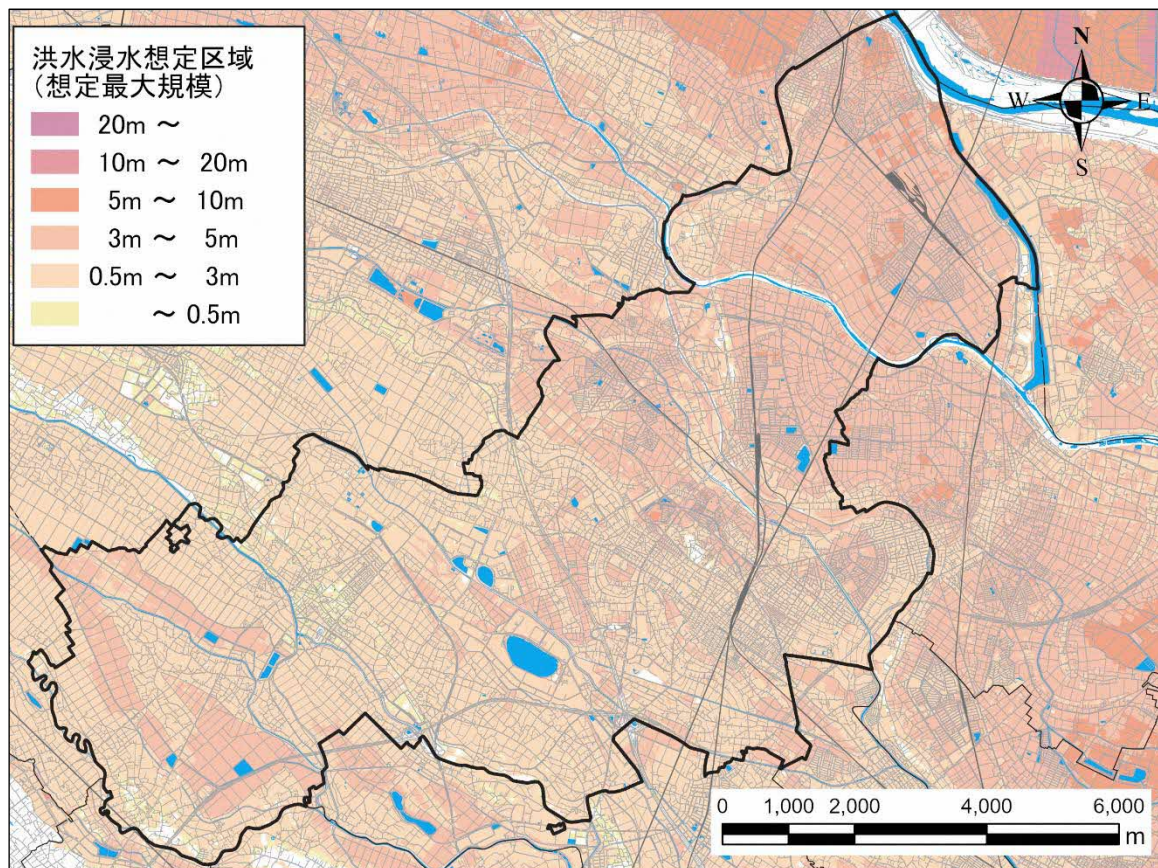 洪水浸水想定区域
(想定最大規模)
20m ～
10m ～ 20m
5m ～ 10m
3m ～ 5m
0.5m ～ 3m
～ 0.5m
N
W E
S
0 1,000 2,000 4,000 6,000
m